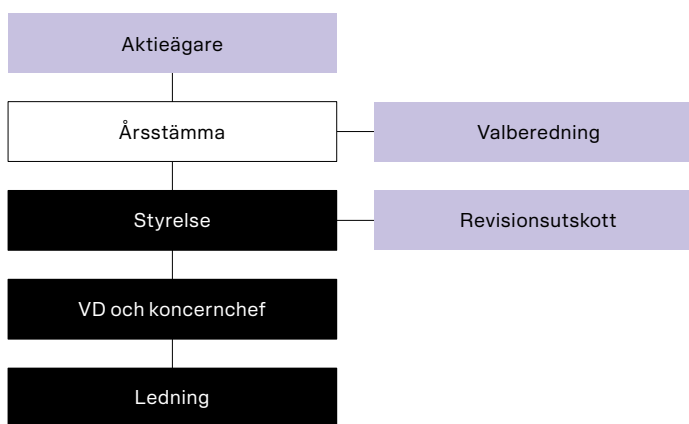 Aktieägare
Årsstämma
Valberedning
Styrelse
Revisionsutskott
VD och koncernchef
Ledning